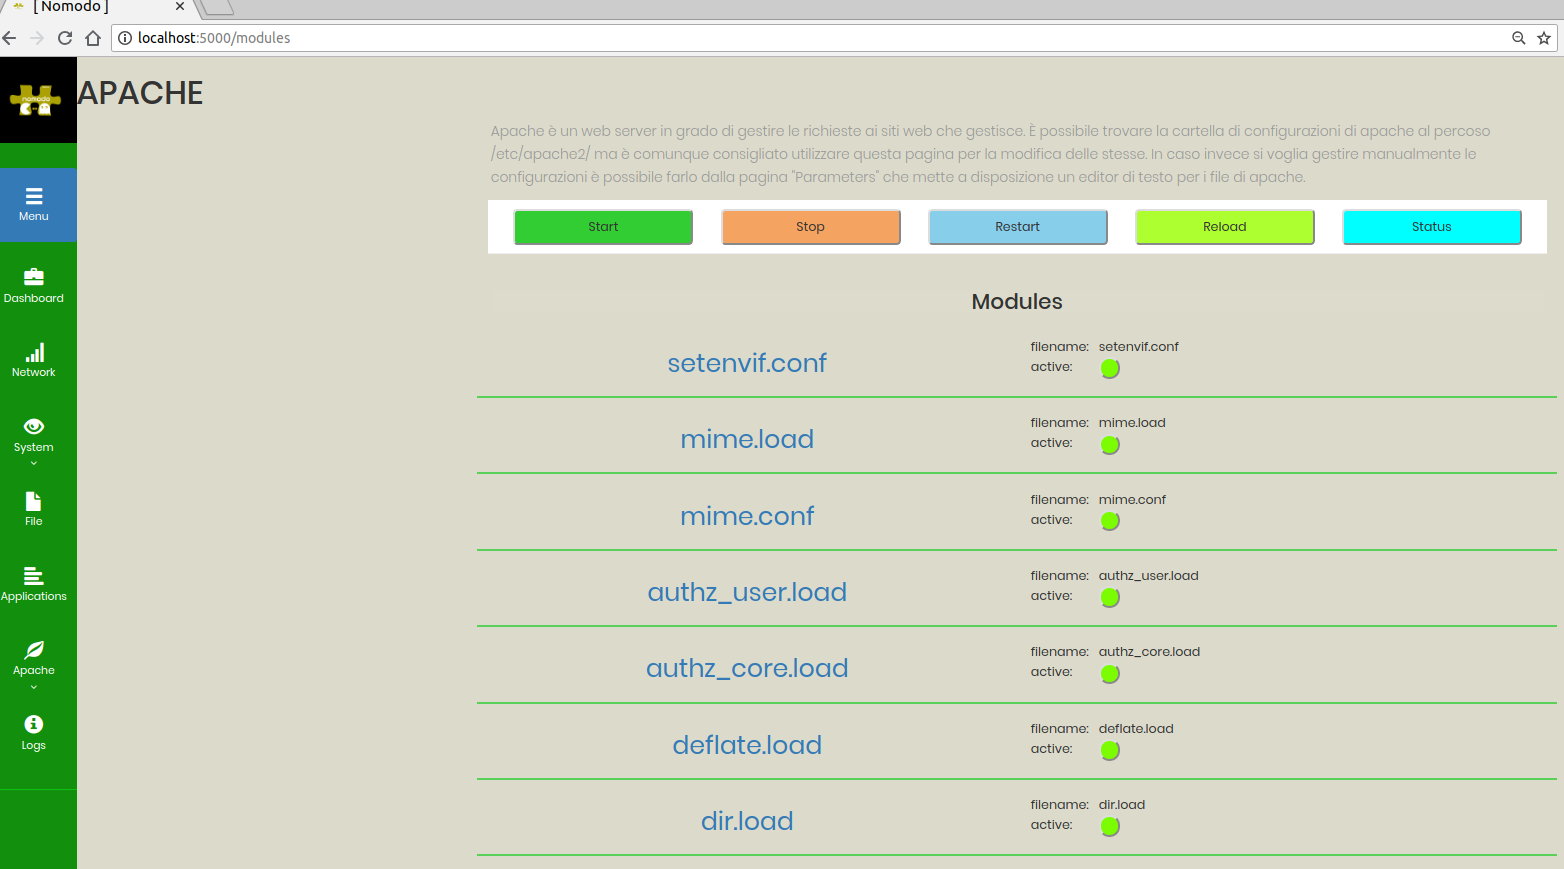 [ Nomodo ]
localhost:5000/modules
nomodo
APACHE
Apache è un web server in grado di gestire le richieste ai siti web che gestisce. È possibile trovare la cartella di configurazioni di apache al percoso
/etc/apache2/ ma è comunque consigliato utilizzare questa pagina per la modifica delle stesse. In caso invece si voglia gestire manualmente le
configurazioni è possibile farlo dalla pagina "Parameters" che mette a disposizione un editor di testo per i file di apache.
Start Stop Restart Reload Status
Menu
Dashboard
Network
System
File
Applications
Apache
Logs
Modules
setenvif.conf
filename: setenvif.conf
active:
mime.load
filename: mime.load
active:
mime.conf
filename: mime.conf
active:
authz_user.load
filename: authz_user.load
active:
authz_core.load
filename: authz_core.load
active:
deflate.load
filename: deflate.load
active:
dir.load
filename: dir.load
active: